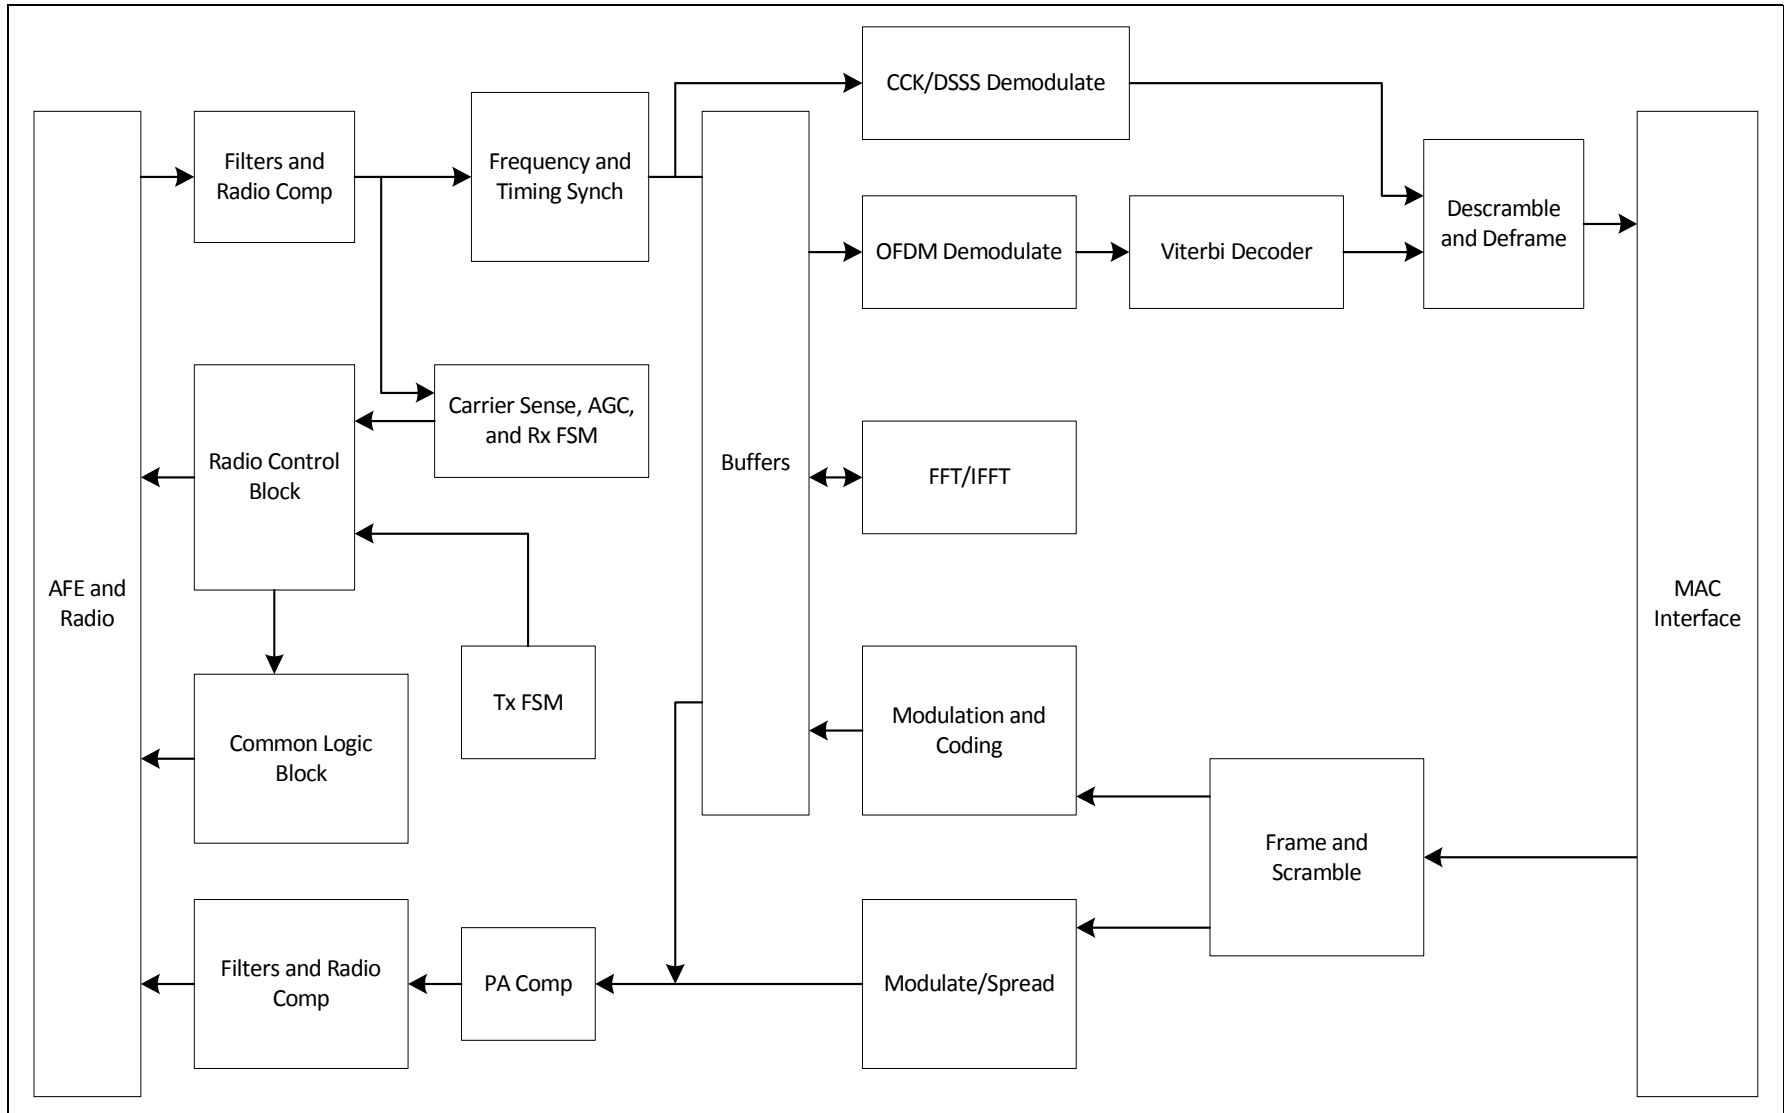 CCK/DSSS Demodulate
Filters and
Radio Comp
Frequency and
Timing Synch
Descramble
and Deframe
OFDM Demodulate
Viterbi Decoder
Carrier Sense, AGC,
and Rx FSM
Radio Control
Block
Buffers
FFT/IFFT
AFE and
Radio
MAC
Interface
Tx FSM
Modulation and
Coding
Common Logic
Block
Frame and
Scramble
Filters and Radio
Comp
PA Comp
Modulate/Spread